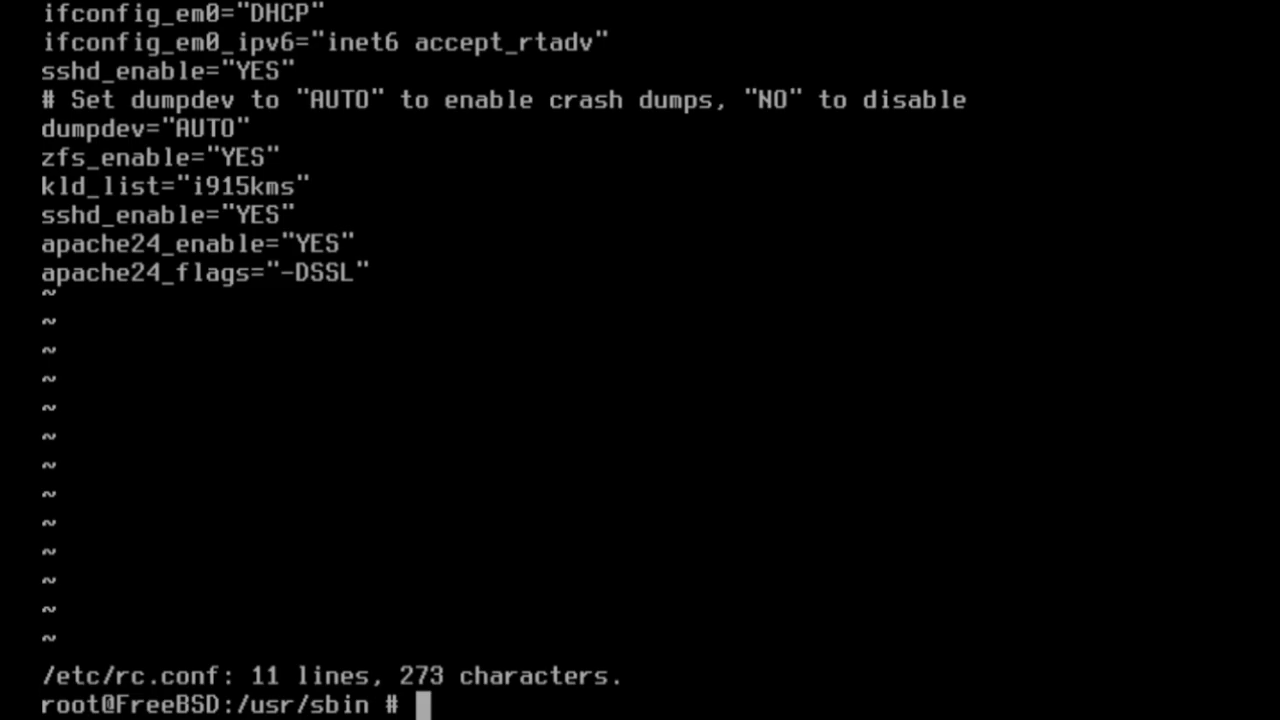 ifconfig_em0="DHCP"
ifconfig_em0_ipv6="inet6 accept_rtadv"
sshd_enable="YES"
# Set dumpdev to "AUTO" to enable crash dumps, "NO" to disable
dumpdev="AUTO"
zfs_enable="YES"
kld_list="i915kms"
sshd_enable="YES"
apache24_enable="YES"
apache24_flags="-DSSL"
~
~
~
~
~
~
~
~
~
~
~
~
~
/etc/rc.conf: 11 lines, 273 characters.
root@FreeBSD:/usr/sbin #